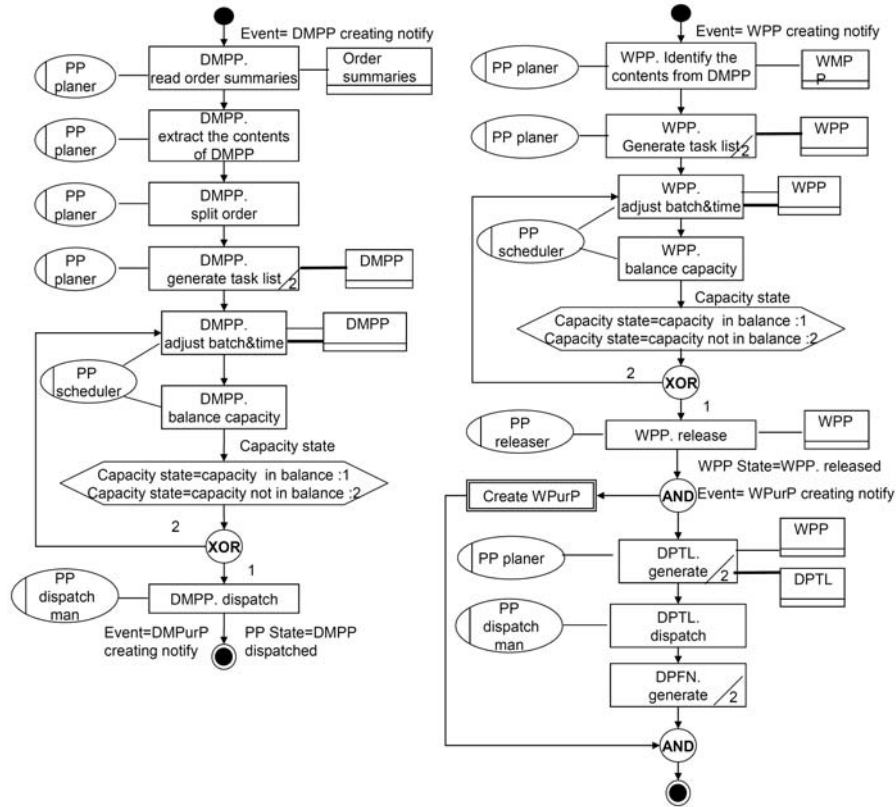 Event= DMPP creating notify
PP
planer
DMPP.
read order summaries
Order
summaries
PP
planer
DMPP.
extract the contents
of DMPP
PP
planer
DMPP.
split order
PP
planer
DMPP.
generate task list
2
DMPP
DMPP.
adjust batch&time
DMPP
PP
scheduler
DMPP.
balance capacity
Capacity state
Capacity state=capacity in balance :1
Capacity state=capacity not in balance :2
2
XOR
1
PP
dispatch
man
DMPP. dispatch
Event=DMPurP
creating notify
PP State=DMPP
dispatched
Event= WPP creating notify
PP planer
WPP. Identify the
contents from DMPP
WMP
P
PP planer
WPP.
Generate task list
2
WPP
WPP.
adjust batch&time
WPP
PP
scheduler
WPP.
balance capacity
Capacity state
Capacity state=capacity in balance :1
Capacity state=capacity not in balance :2
2
XOR
1
PP
releaser
WPP. release
WPP
WPP State=WPP. released
Create WPurP
AND
Event= WPurP creating notify
PP planer
DPTL.
generate
2
WPP
DPTL
PP
dispatch
man
DPTL.
dispatch
DPFN.
generate
2
AND